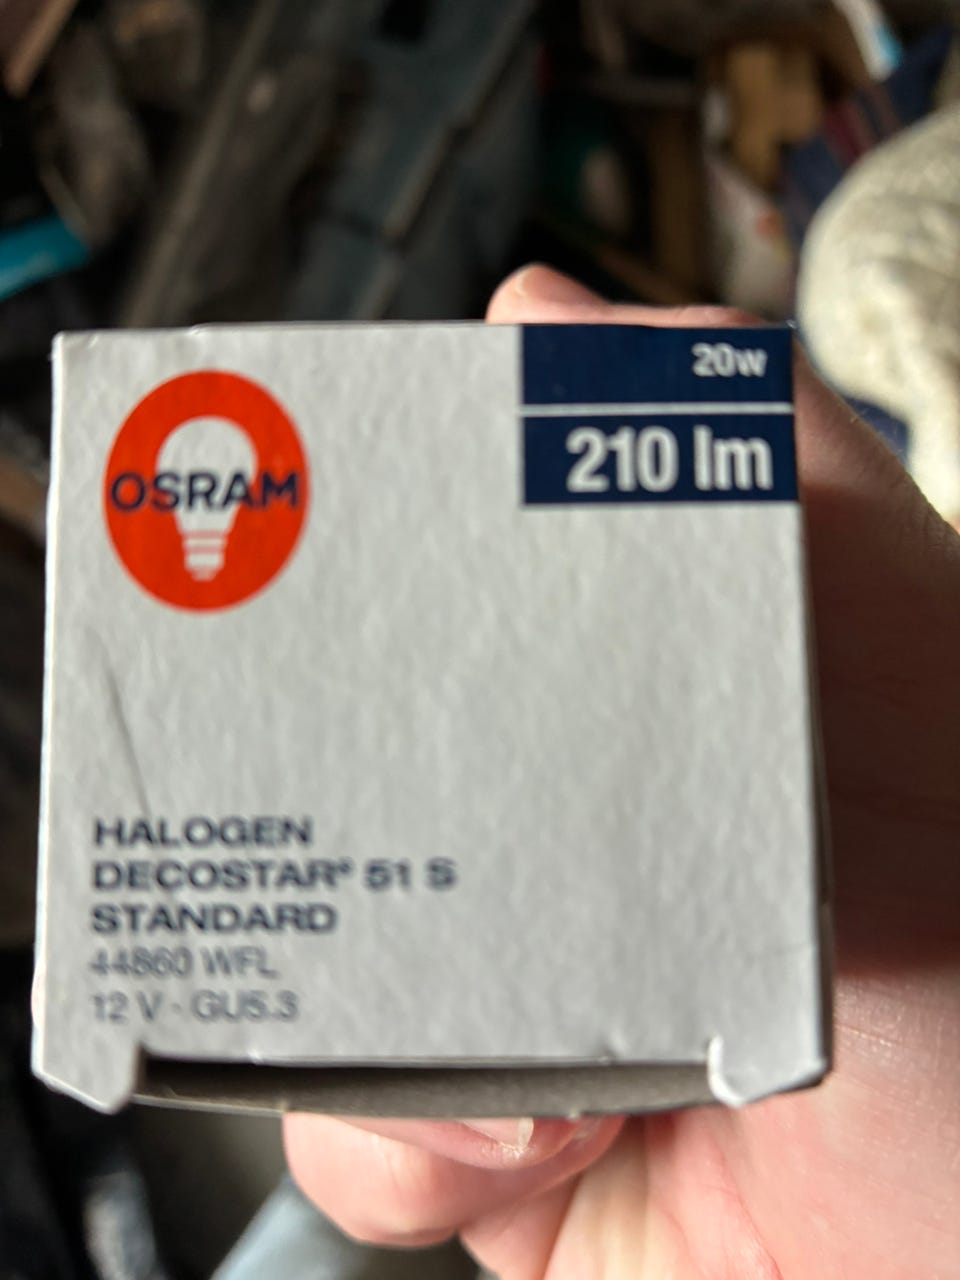 OSRAM
20w
210 lm
HALOGEN
DECOSTAR® 51 S
STANDARD
44860 WFL
12 V · GU5.3